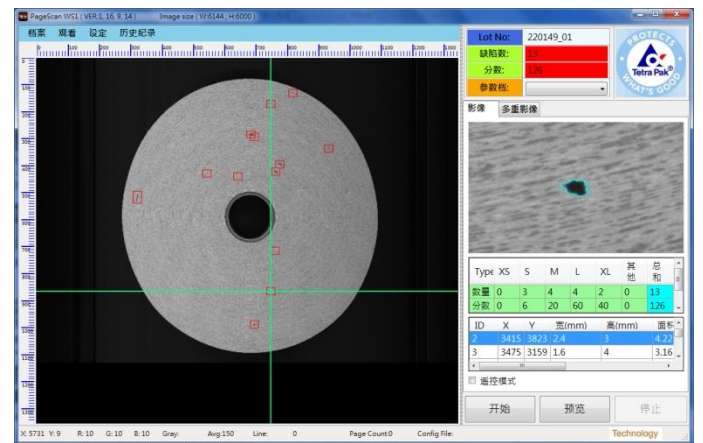 PageScan WS1 ( VER:1, 16, 9, 14 ) Image size ( W:6144 ; H:6000 )
档案 观看 设定 历史纪录
Lot No: 220149_01
缺陷数: 13
分数: 126
参数档:
PROTECTS
Tetra Pak®
WHAT'S GOOD
影像 多重影像
Type XS S M L XL 其他 总和
数量 0 3 4 4 2 0 13
分数 0 6 20 60 40 0 126
ID X Y 宽(mm) 高(mm) 面积
2 3415 3823 2.4 3 4.22
3 3475 3159 1.6 4 3.16
遥控模式
开始 预览 停止
X: 5731 Y: 9 R: 10 G: 10 B: 10 Gray: Avg:150 Line: 0 Page Count:0 Config File: Technology